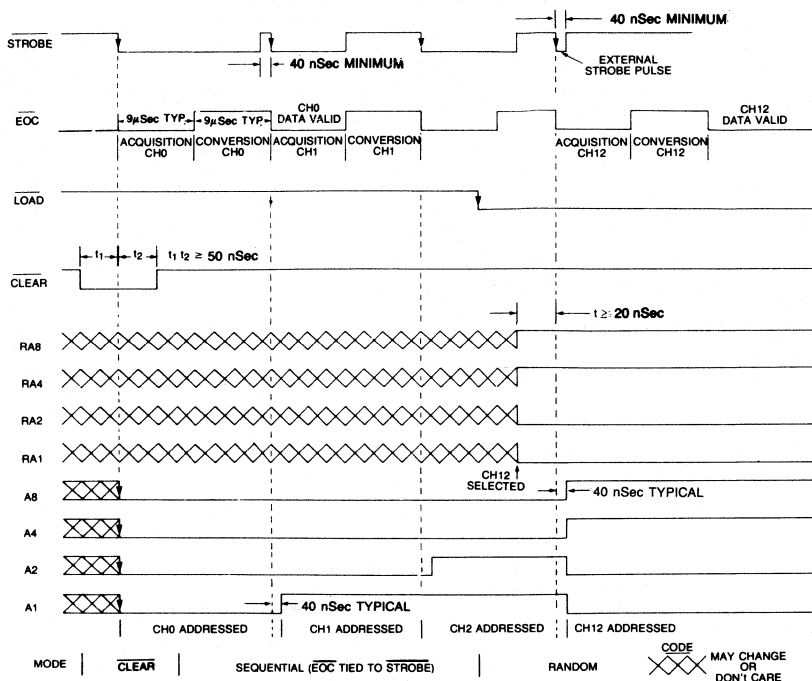 40 nSec MINIMUM
STROBE
40 nSec MINIMUM
EXTERNAL
STROBE PULSE
9µSec TYP.
9µSec TYP.
CH0
DATA VALID
CH12
DATA VALID
EOC
ACQUISITION
CH0
CONVERSION
CH0
ACQUISITION
CH1
CONVERSION
CH1
ACQUISITION
CH12
CONVERSION
CH12
LOAD
t1
t2
t1 t2 ≥ 50 nSec
CLEAR
t ≥ 20 nSec
RA8
RA4
RA2
RA1
CH12
SELECTED
A8
40 nSec TYPICAL
A4
A2
A1
40 nSec TYPICAL
CH0 ADDRESSED
CH1 ADDRESSED
CH2 ADDRESSED
CH12 ADDRESSED
MODE
CLEAR
SEQUENTIAL (EOC TIED TO STROBE)
RANDOM
CODE
MAY CHANGE
OR
DON't CARE